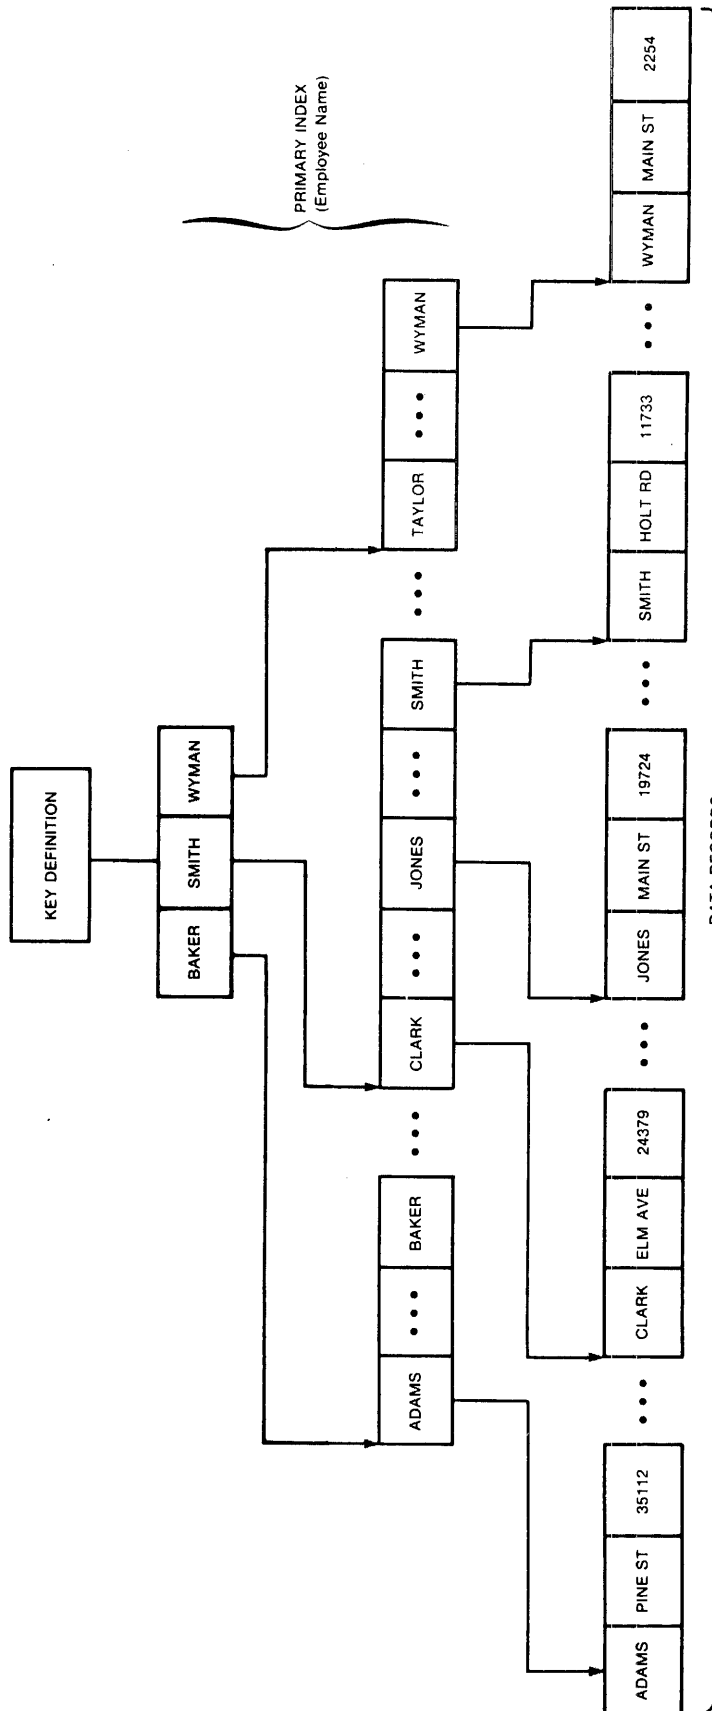 KEY DEFINITION
BAKER SMITH WYMAN
PRIMARY INDEX
(Employee Name)
ADAMS ••• BAKER ••• CLARK ••• JONES ••• SMITH ••• TAYLOR ••• WYMAN
ADAMS PINE ST 35112 ••• CLARK ELM AVE 24379 ••• JONES MAIN ST 19724 ••• SMITH HOLT RD 11733 ••• WYMAN MAIN ST 2254